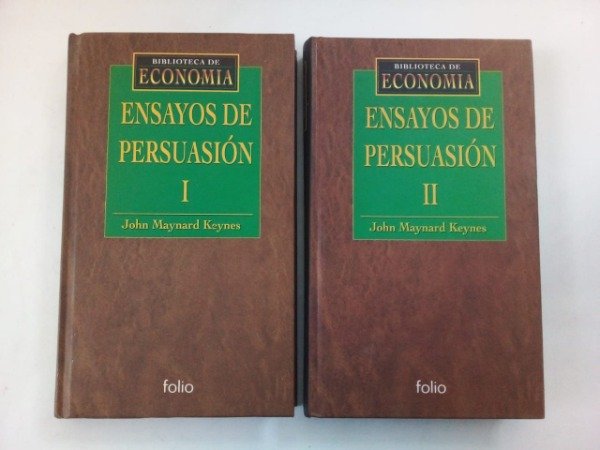 BIBLIOTECA DE
ECONOMIA
ENSAYOS DE
PERSUASIÓN
I
John Maynard Keynes
folio
BIBLIOTECA DE
ECONOMIA
ENSAYOS DE
PERSUASIÓN
II
John Maynard Keynes
folio